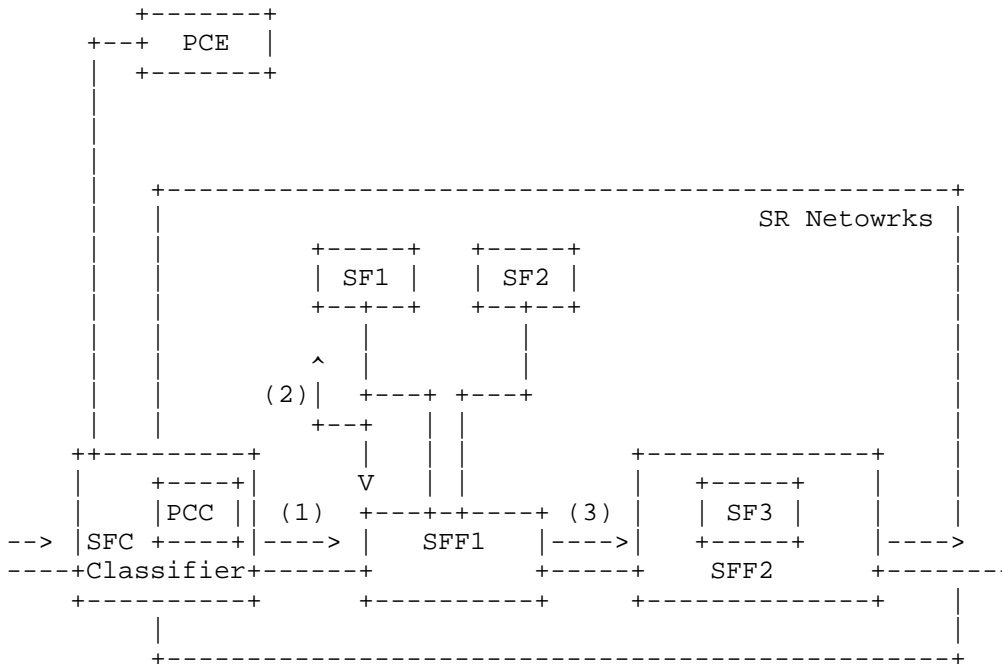 PCE
SR Netowrks
SF1 SF2
(2)
PCC (1) (3) SF3
SFC SFF1
Classifier SFF2